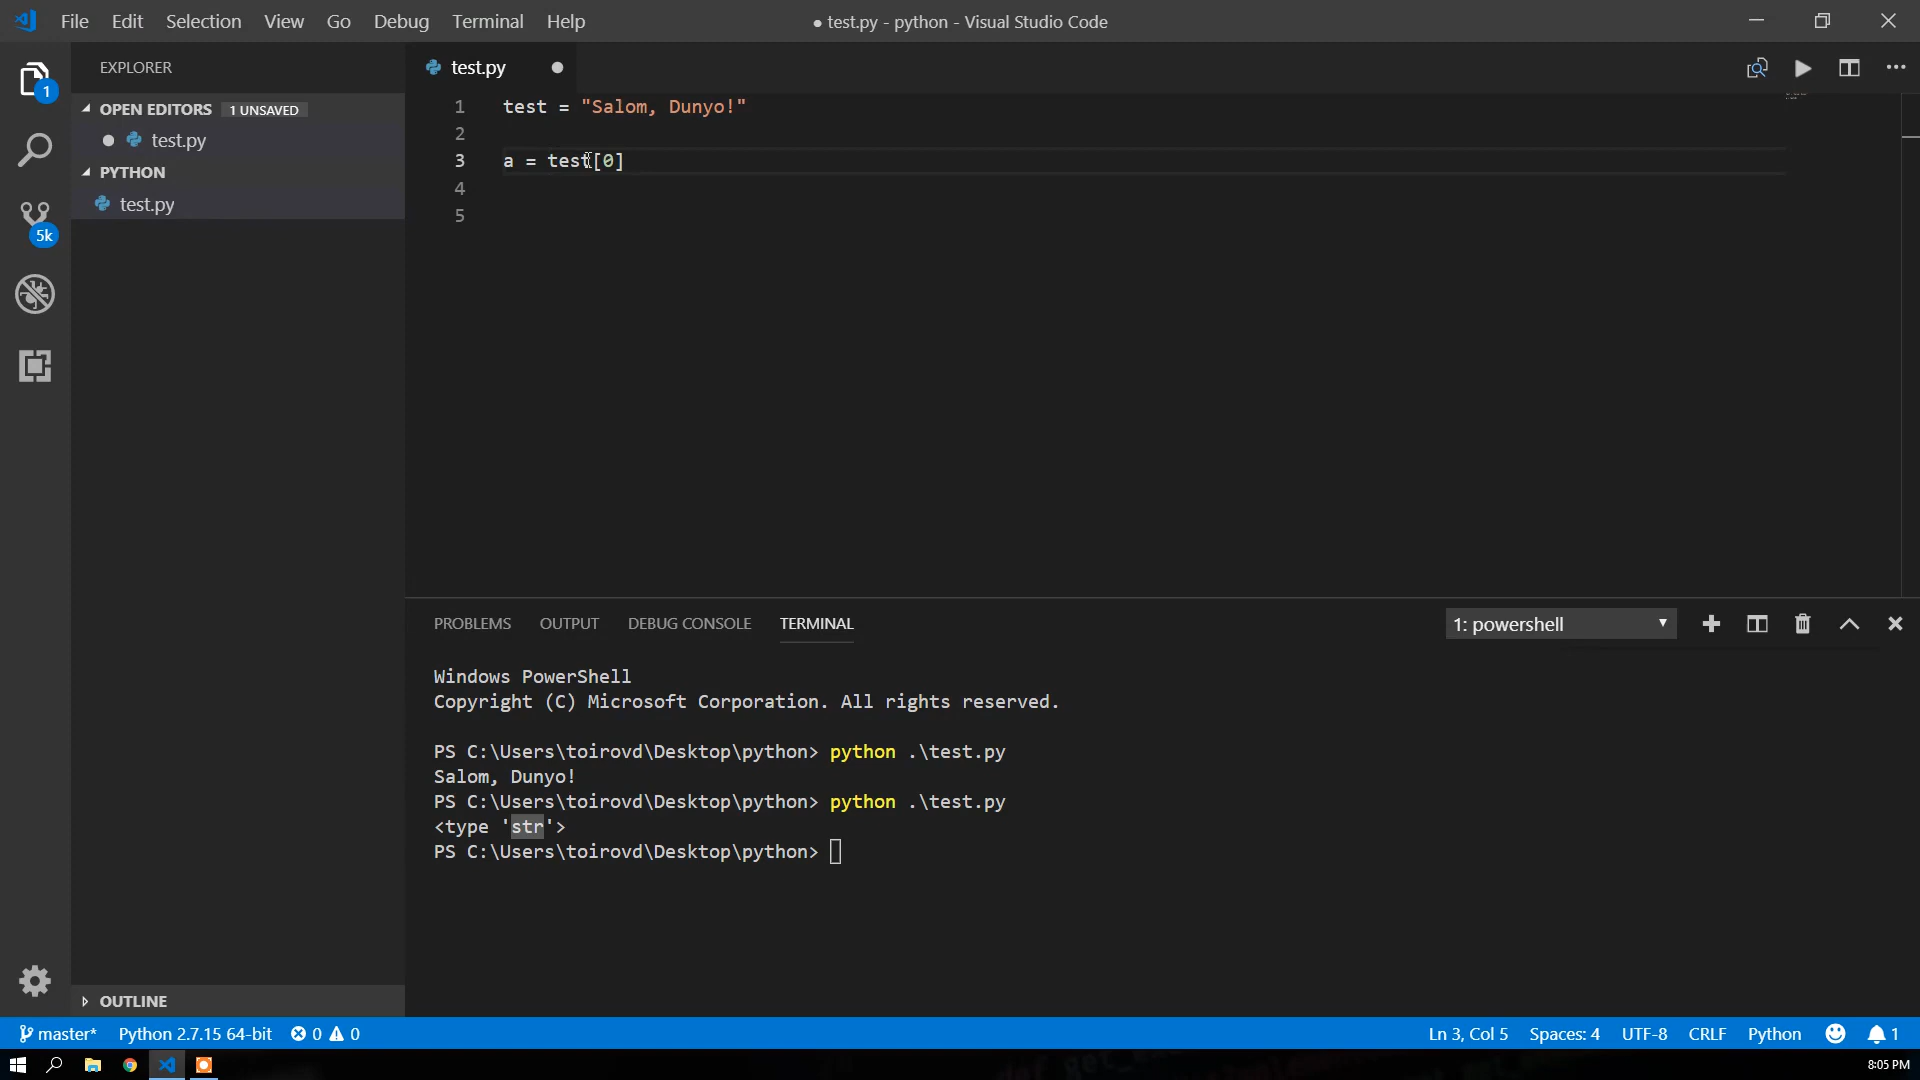 File Edit Selection View Go Debug Terminal Help
● test.py - python - Visual Studio Code
EXPLORER
OPEN EDITORS 1 UNSAVED
test.py
PYTHON
test.py
OUTLINE
1
5k
test.py
1 test = "Salom, Dunyo!"
2
3 a = test[0]
4
5
PROBLEMS OUTPUT DEBUG CONSOLE TERMINAL
1: powershell
Windows PowerShell
Copyright (C) Microsoft Corporation. All rights reserved.
PS C:\Users\toirovd\Desktop\python> python .\test.py
Salom, Dunyo!
PS C:\Users\toirovd\Desktop\python> python .\test.py
<type 'str'>
PS C:\Users\toirovd\Desktop\python>
master* Python 2.7.15 64-bit 0 0 Ln 3, Col 5 Spaces: 4 UTF-8 CRLF Python 1
8:05 PM